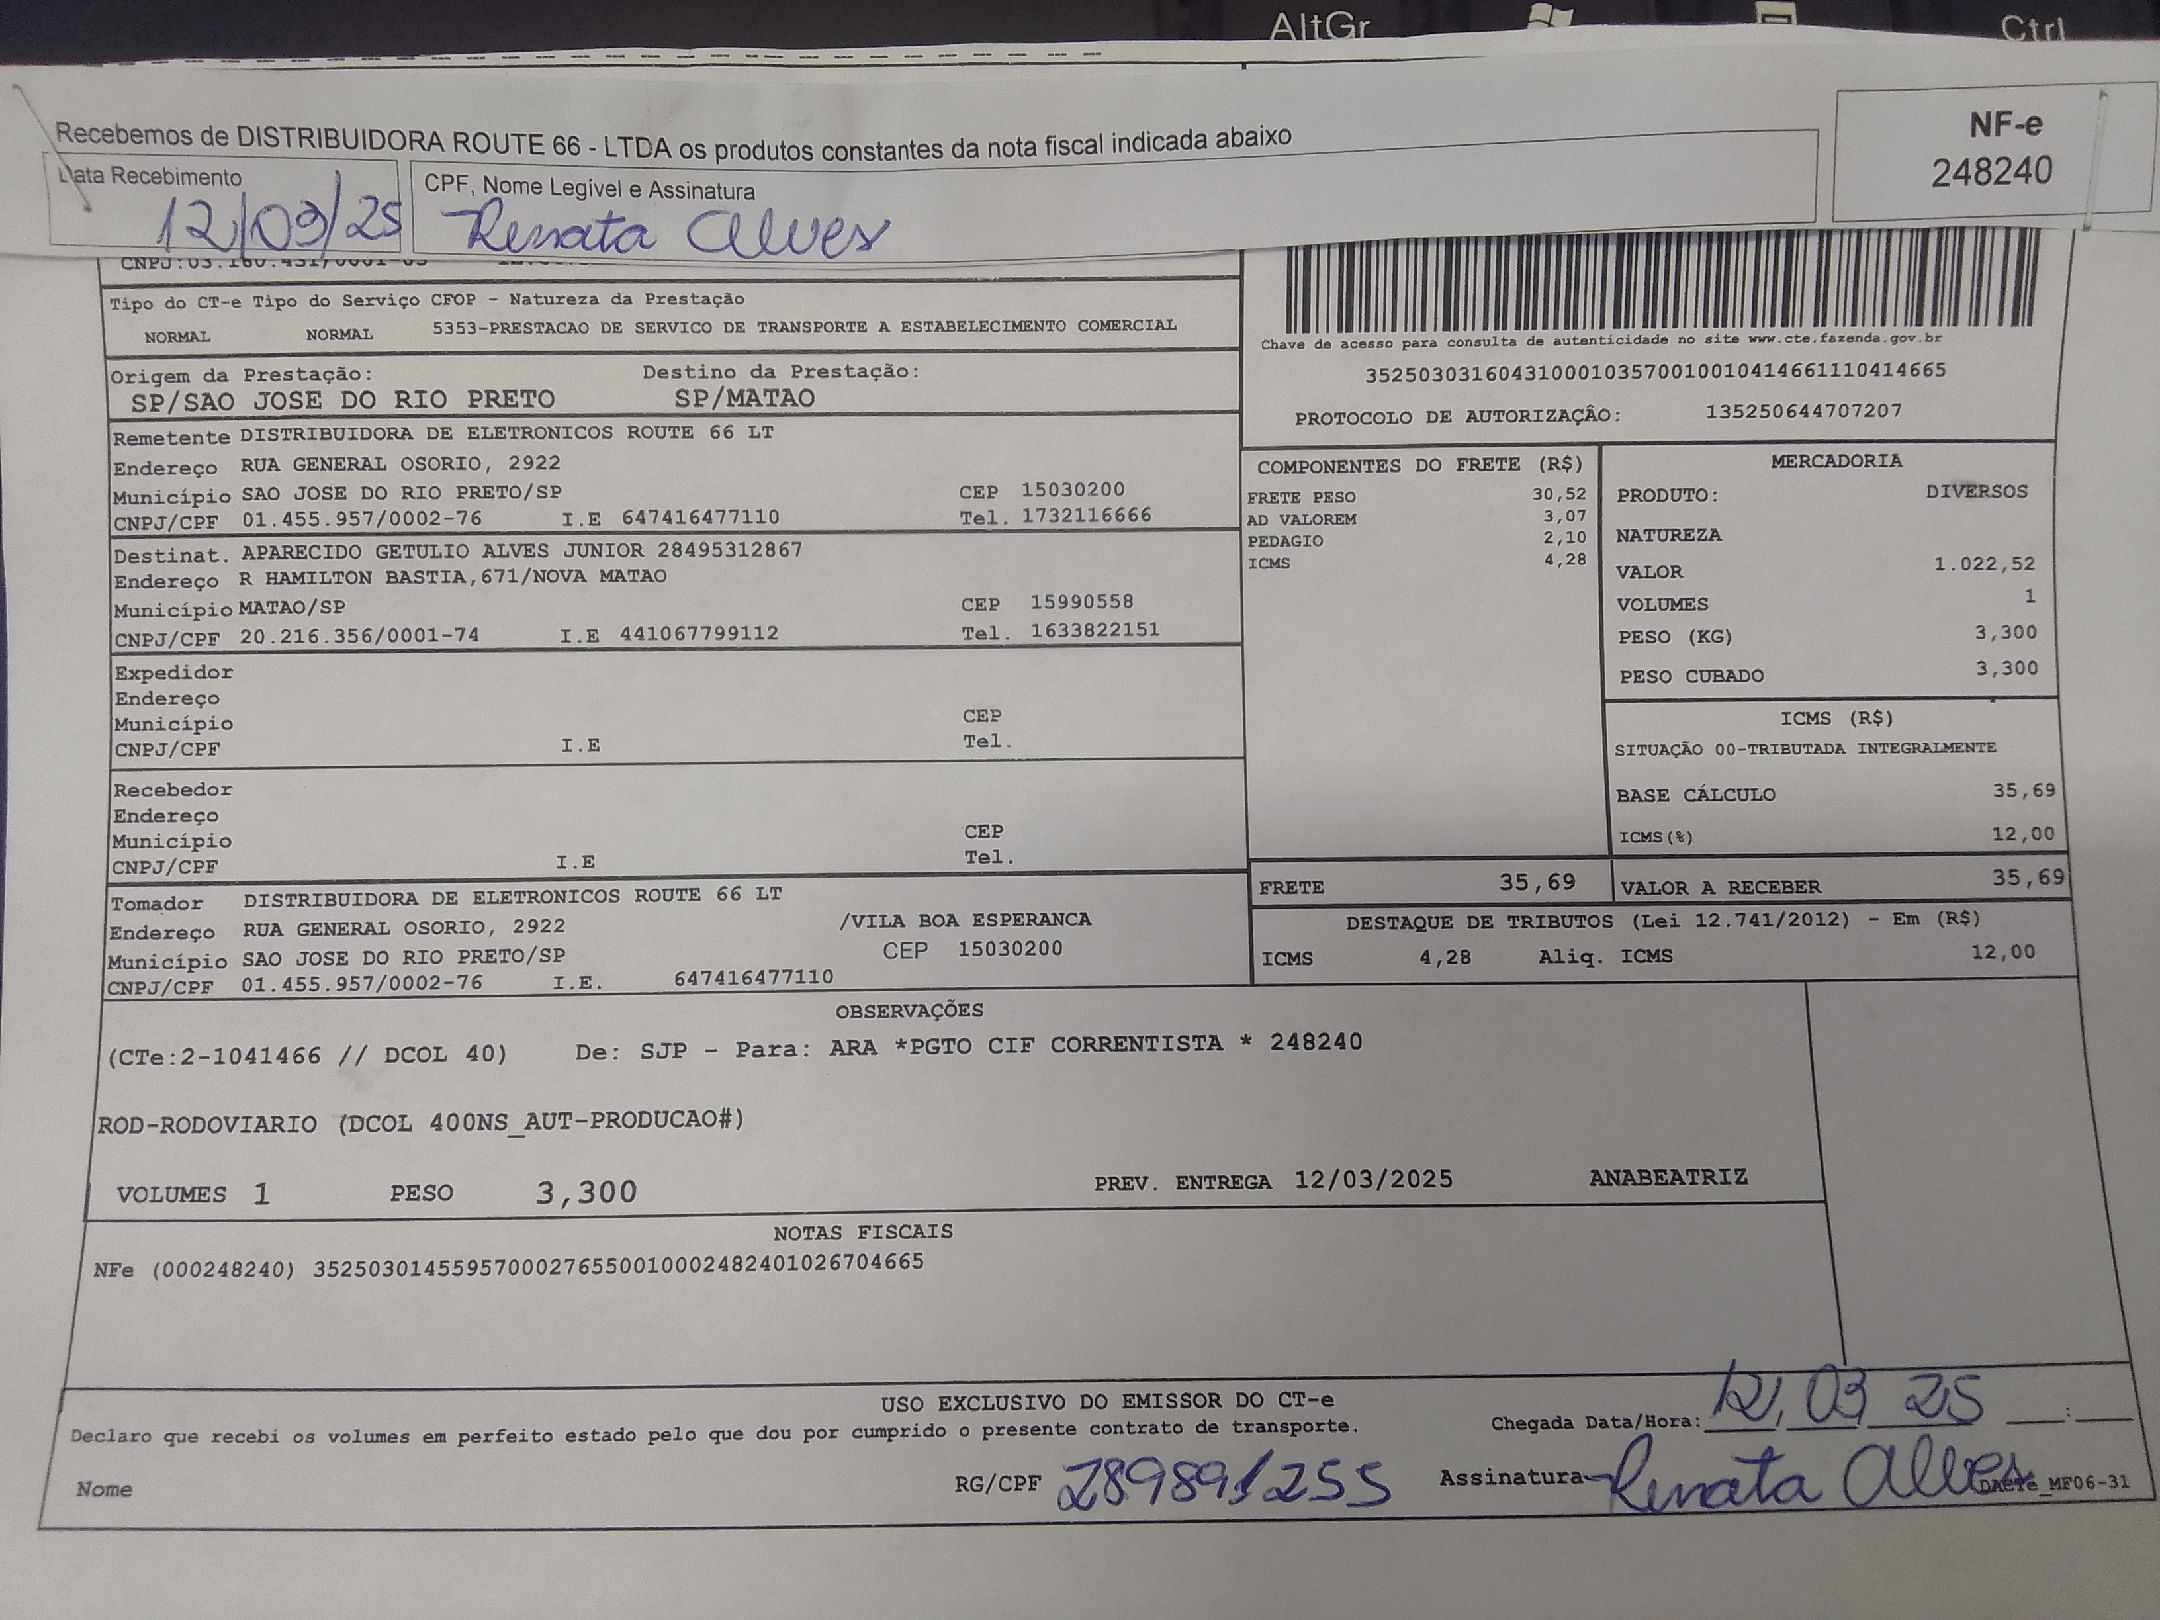 AltGr
Ctrl
Recebemos de DISTRIBUIDORA ROUTE 66 - LTDA os produtos constantes da nota fiscal indicada abaixo
NF-e
248240
Data Recebimento
12/03/25
CPF, Nome Legível e Assinatura
Renata Alves
Tipo do CT-e Tipo do Serviço CFOP - Natureza da Prestação
NORMAL NORMAL 5353-PRESTACAO DE SERVICO DE TRANSPORTE A ESTABELECIMENTO COMERCIAL
Chave de acesso para consulta de autenticidade no site www.cte.fazenda.gov.br
35250303160431000103570010010414661110414665
PROTOCOLO DE AUTORIZAÇÃO: 135250644707207
Origem da Prestação: Destino da Prestação:
SP/SAO JOSE DO RIO PRETO SP/MATAO
Remetente DISTRIBUIDORA DE ELETRONICOS ROUTE 66 LT
Endereço RUA GENERAL OSORIO, 2922
Município SAO JOSE DO RIO PRETO/SP CEP 15030200
CNPJ/CPF 01.455.957/0002-76 I.E 647416477110 Tel. 1732116666
Destinat. APARECIDO GETULIO ALVES JUNIOR 28495312867
Endereço R HAMILTON BASTIA,671/NOVA MATAO
Município MATAO/SP CEP 15990558
CNPJ/CPF 20.216.356/0001-74 I.E 441067799112 Tel. 1633822151
Expedidor
Endereço
Município CEP
CNPJ/CPF I.E Tel.
Recebedor
Endereço
Município CEP
CNPJ/CPF I.E Tel.
Tomador DISTRIBUIDORA DE ELETRONICOS ROUTE 66 LT
Endereço RUA GENERAL OSORIO, 2922 /VILA BOA ESPERANCA
Município SAO JOSE DO RIO PRETO/SP CEP 15030200
CNPJ/CPF 01.455.957/0002-76 I.E. 647416477110
COMPONENTES DO FRETE (R$)
FRETE PESO 30,52
AD VALOREM 3,07
PEDAGIO 2,10
ICMS 4,28
MERCADORIA
PRODUTO: DIVERSOS
NATUREZA
VALOR 1.022,52
VOLUMES 1
PESO (KG) 3,300
PESO CUBADO 3,300
ICMS (R$)
SITUAÇÃO 00-TRIBUTADA INTEGRALMENTE
BASE CÁLCULO 35,69
ICMS(%) 12,00
FRETE 35,69 VALOR A RECEBER 35,69
DESTAQUE DE TRIBUTOS (Lei 12.741/2012) - Em (R$)
ICMS 4,28 Aliq. ICMS 12,00
OBSERVAÇÕES
(CTe:2-1041466 // DCOL 40) De: SJP - Para: ARA *PGTO CIF CORRENTISTA * 248240
ROD-RODOVIARIO (DCOL 400NS_AUT-PRODUCAO#)
VOLUMES 1 PESO 3,300 PREV. ENTREGA 12/03/2025 ANABEATRIZ
NOTAS FISCAIS
NFe (000248240) 35250301455957000276550010002482401026704665
USO EXCLUSIVO DO EMISSOR DO CT-e
Declaro que recebi os volumes em perfeito estado pelo que dou por cumprido o presente contrato de transporte.
Chegada Data/Hora: 12 03 25 __:__
Nome RG/CPF 289891255 Assinatura Renata Alves
DACTe_MF06-31